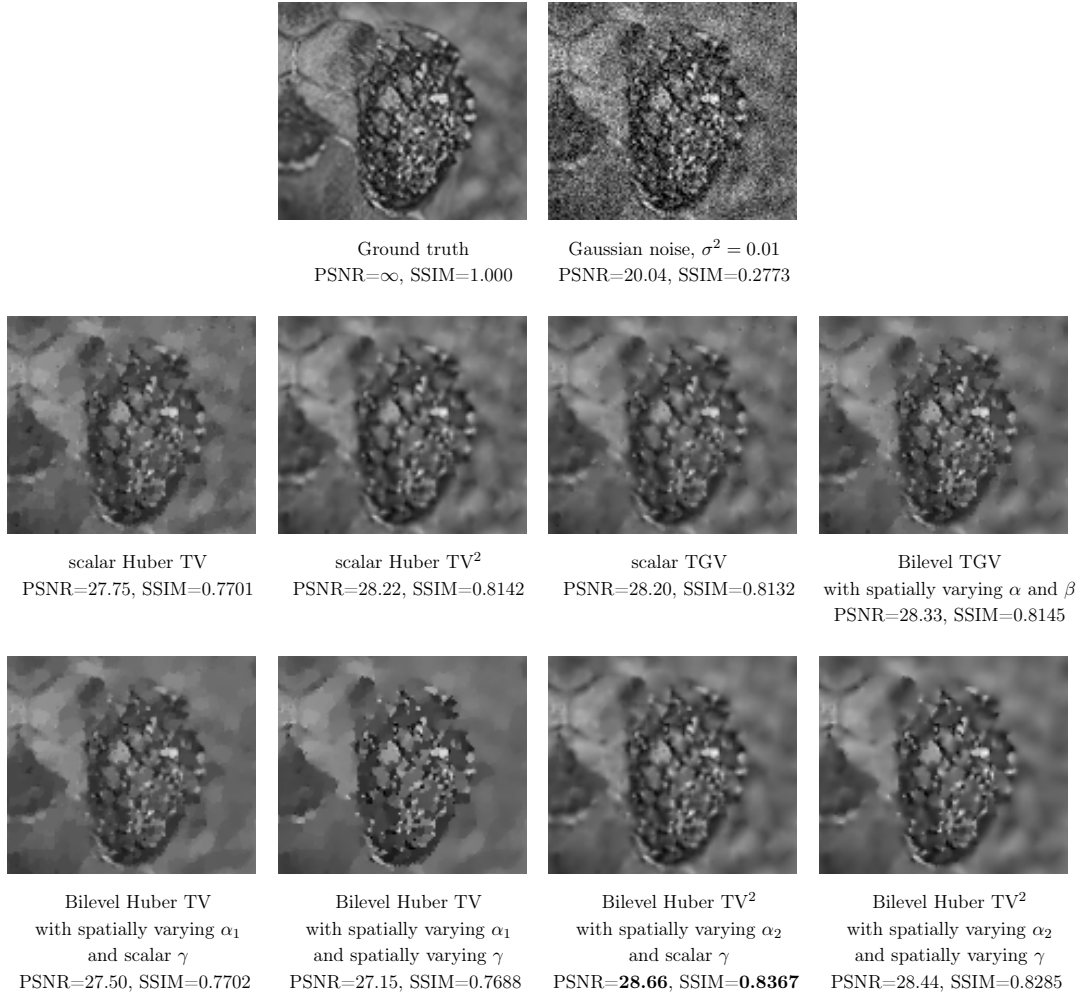 Ground truth
PSNR=∞, SSIM=1.000
Gaussian noise, σ² = 0.01
PSNR=20.04, SSIM=0.2773
scalar Huber TV
PSNR=27.75, SSIM=0.7701
scalar Huber TV²
PSNR=28.22, SSIM=0.8142
scalar TGV
PSNR=28.20, SSIM=0.8132
Bilevel TGV
with spatially varying α and β
PSNR=28.33, SSIM=0.8145
Bilevel Huber TV
with spatially varying α₁
and scalar γ
PSNR=27.50, SSIM=0.7702
Bilevel Huber TV
with spatially varying α₁
and spatially varying γ
PSNR=27.15, SSIM=0.7688
Bilevel Huber TV²
with spatially varying α₂
and scalar γ
PSNR=28.66, SSIM=0.8367
Bilevel Huber TV²
with spatially varying α₂
and spatially varying γ
PSNR=28.44, SSIM=0.8285